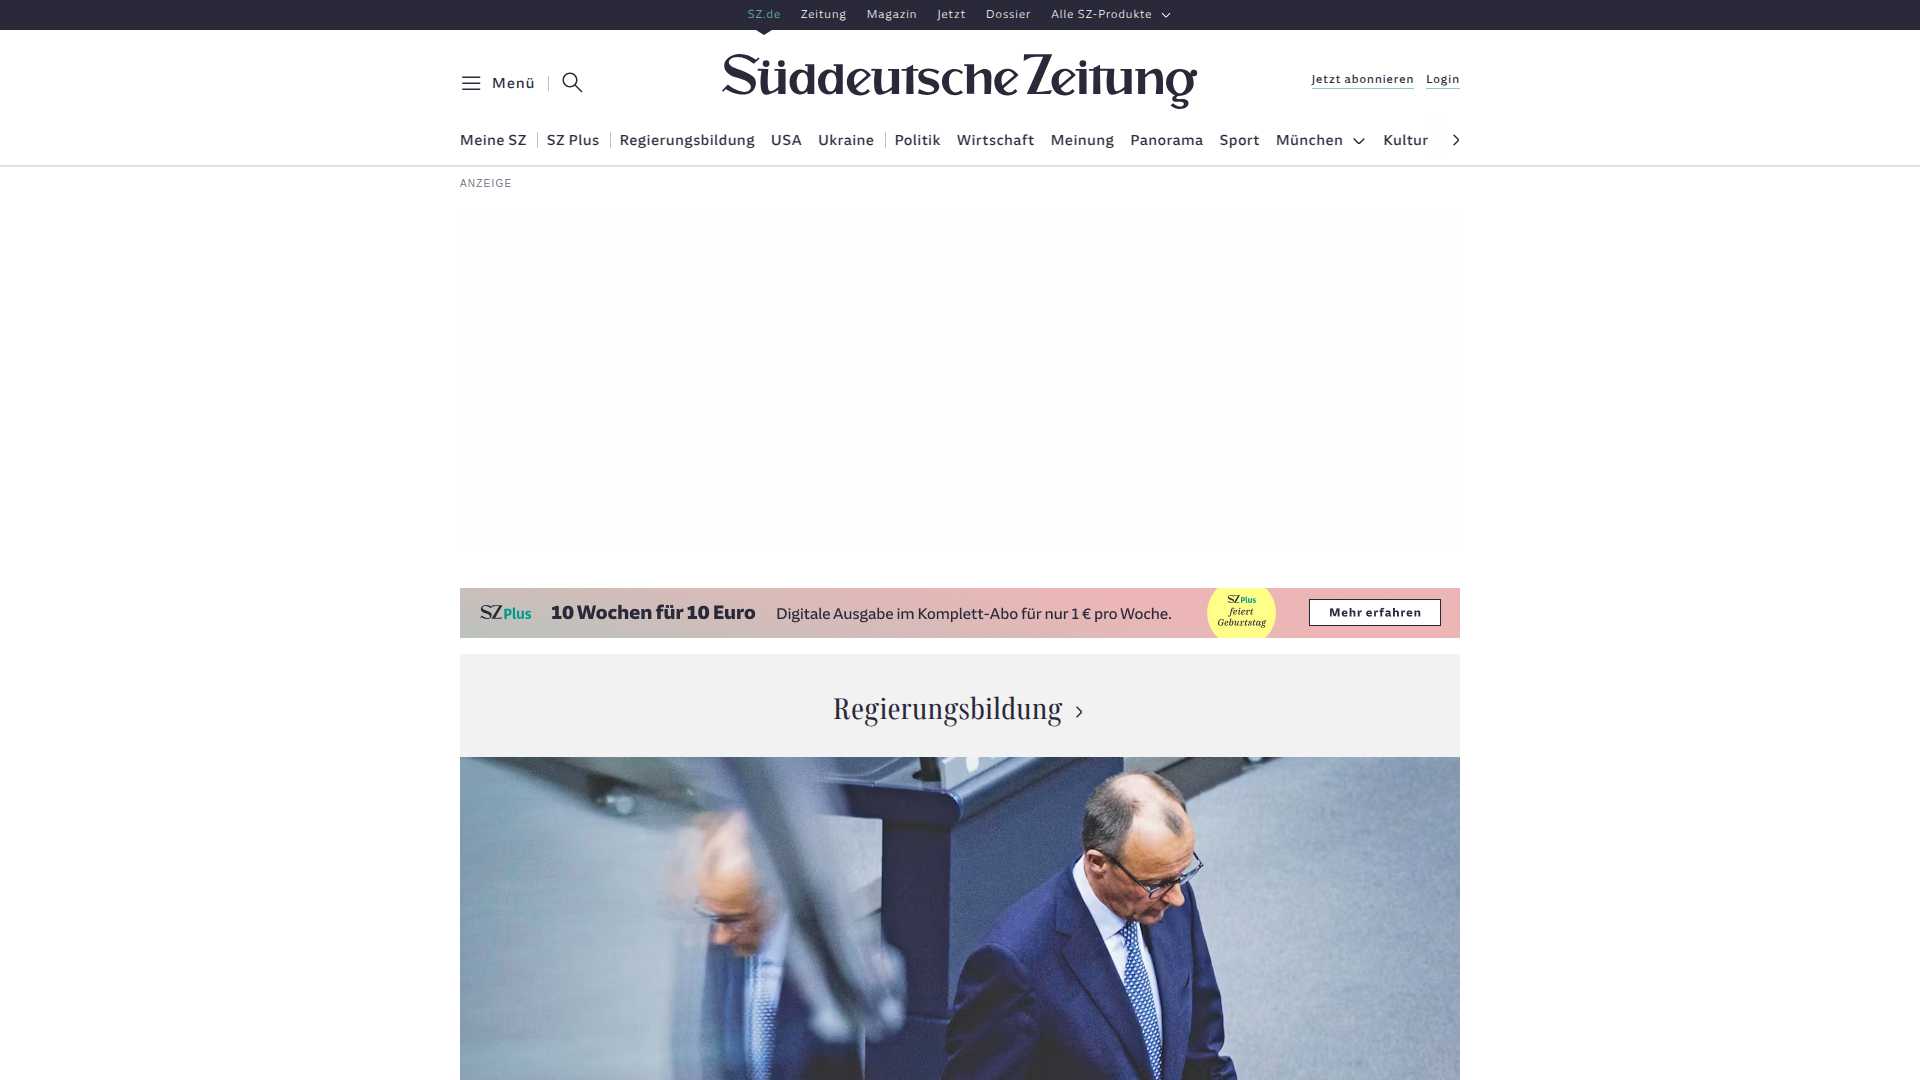 SZ.de Zeitung Magazin Jetzt Dossier Alle SZ-Produkte
Menü
Süddeutsche Zeitung
Jetzt abonnieren Login
Meine SZ SZ Plus Regierungsbildung USA Ukraine Politik Wirtschaft Meinung Panorama Sport München Kultur
ANZEIGE
SZ Plus 10 Wochen für 10 Euro Digitale Ausgabe im Komplett-Abo für nur 1 € pro Woche.
SZ Plus
feiert
Geburtstag
Mehr erfahren
Regierungsbildung